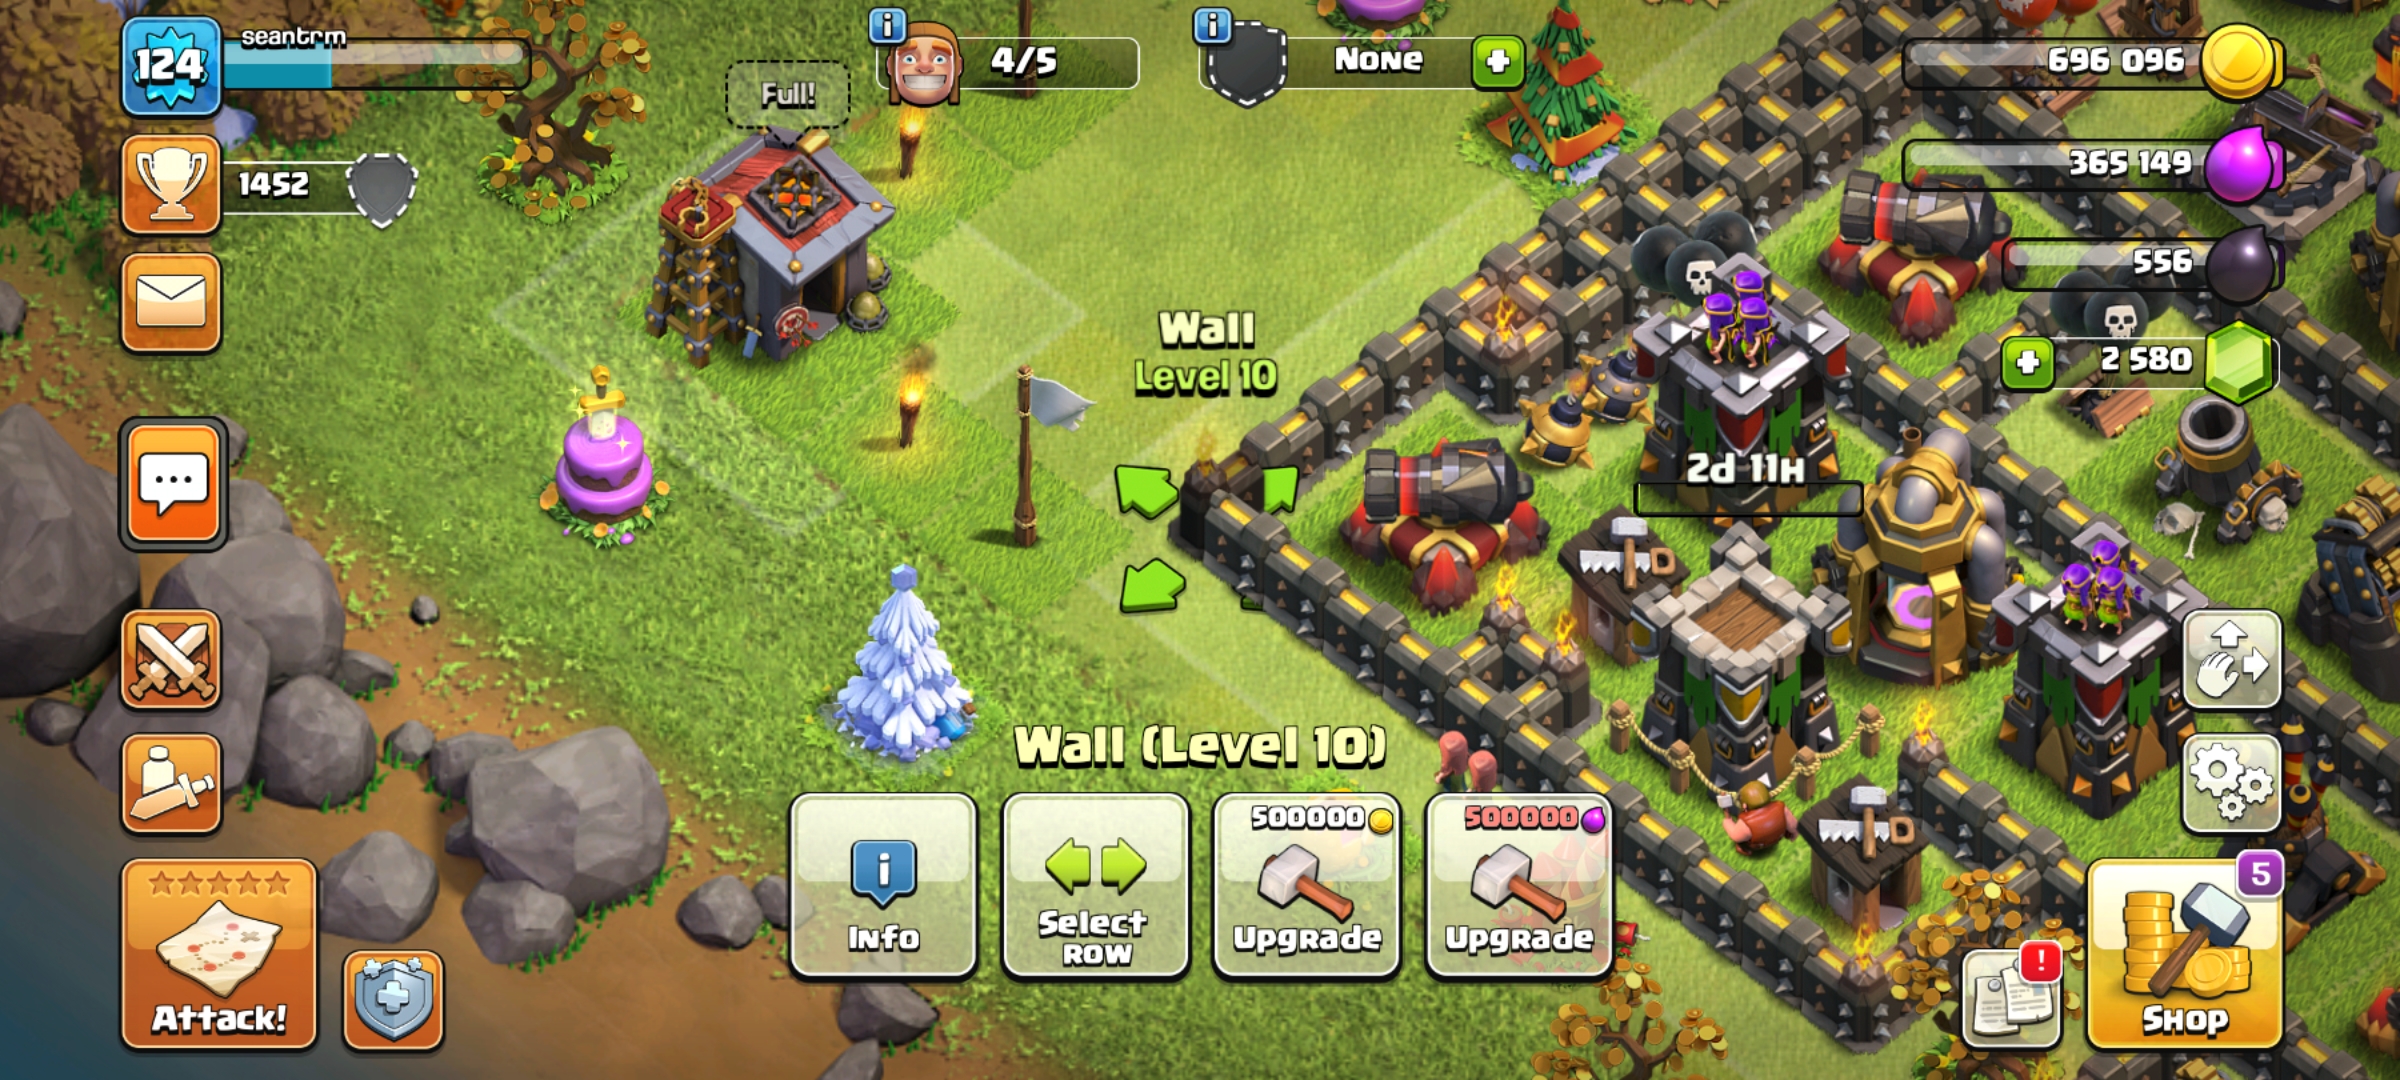 124
seantrm
4/5
None
696 096
Full!
1452
365 149
556
2 580
Wall
Level 10
2d 11H
Wall (Level 10)
Info
Select Row
500000
Upgrade
500000
Upgrade
Attack!
5
!
Shop